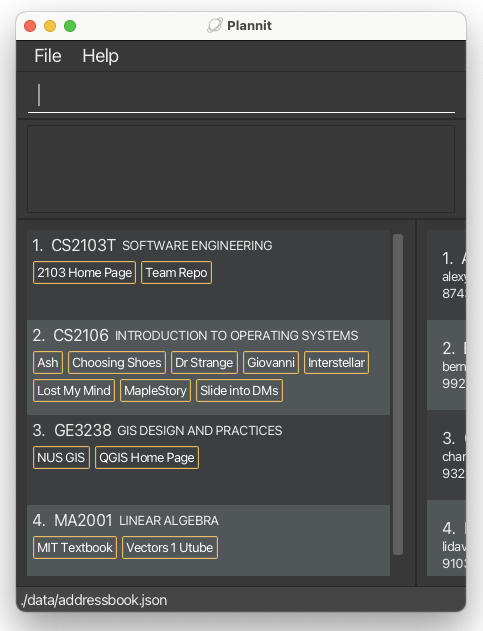 Plannit
File Help
1. CS2103T SOFTWARE ENGINEERING
2103 Home Page Team Repo
2. CS2106 INTRODUCTION TO OPERATING SYSTEMS
Ash Choosing Shoes Dr Strange Giovanni Interstellar
Lost My Mind MapleStory Slide into DMs
3. GE3238 GIS DESIGN AND PRACTICES
NUS GIS QGIS Home Page
4. MA2001 LINEAR ALGEBRA
MIT Textbook Vectors 1 Utube
1.
alexy
874
2.
bern
992
3.
char
932
4.
lidav
910
./data/addressbook.json